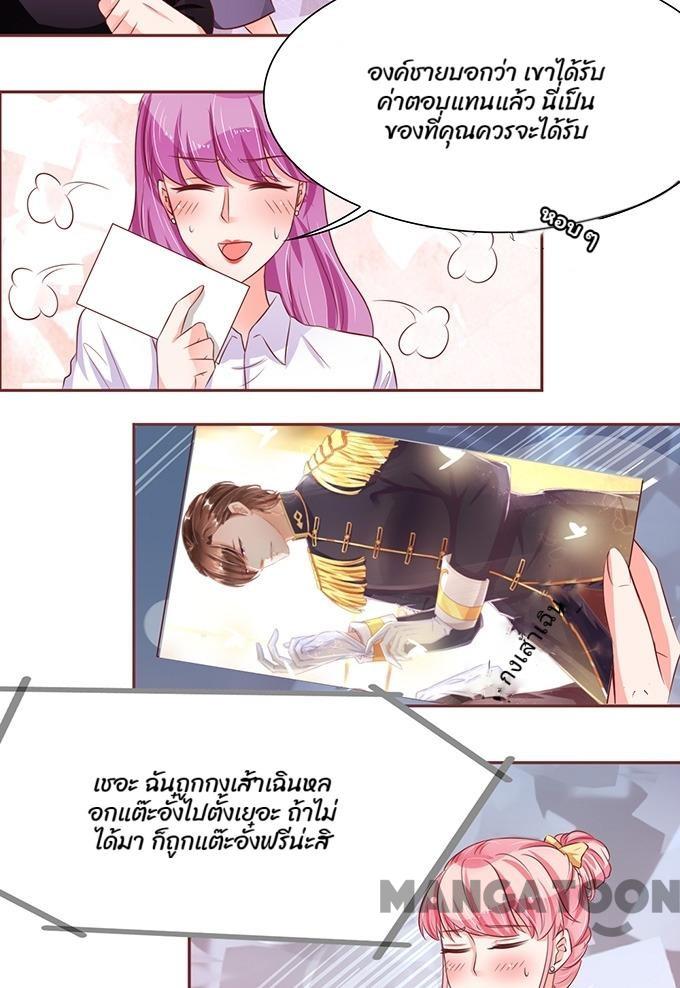 องค์ชายบอกว่า เขาได้รับ
ค่าตอบแทนแล้ว นี่เป็น
ของที่คุณควรจะได้รับ
หอบ ๆ
กงเส้าเฉิน
เชอะ ฉันถูกกงเส้าเฉินหล
อกแต๊ะอั๋งไปตั้งเยอะ ถ้าไม่
ได้มา ก็ถูกแต๊ะอั๋งฟรีน่ะสิ
MANGATOON